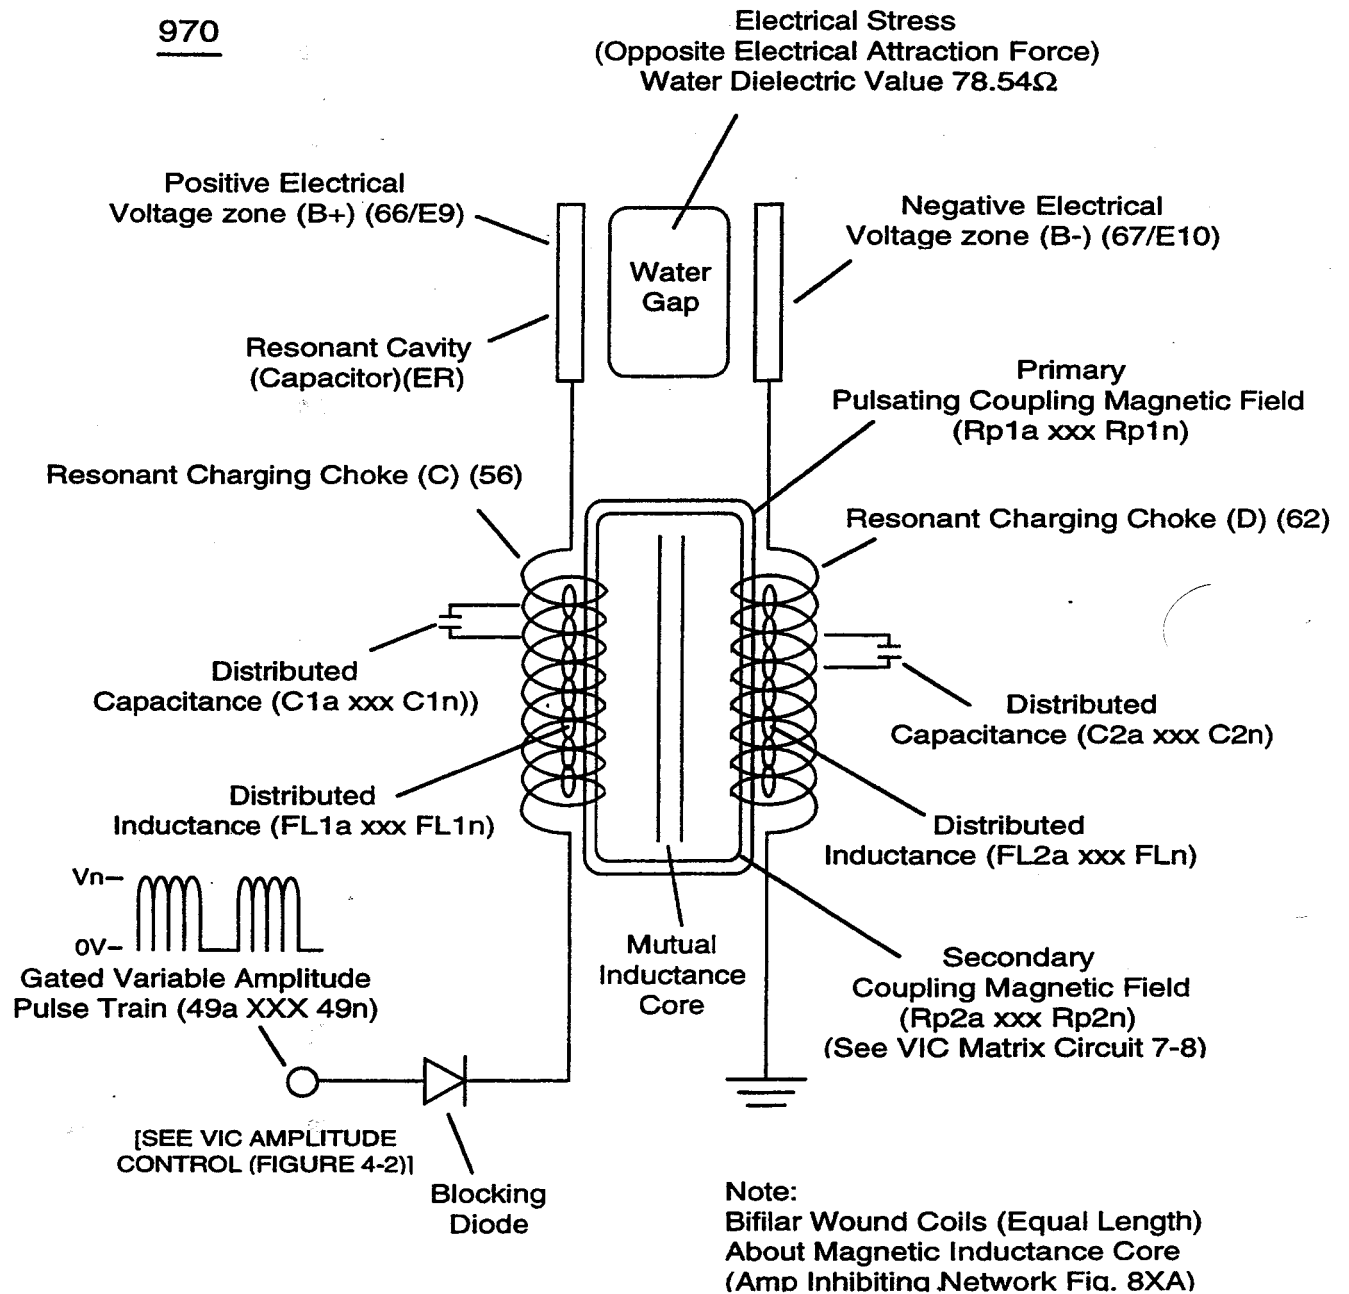 970
Electrical Stress
(Opposite Electrical Attraction Force)
Water Dielectric Value 78.54Ω
Positive Electrical
Voltage zone (B+) (66/E9)
Negative Electrical
Voltage zone (B-) (67/E10)
Water
Gap
Resonant Cavity
(Capacitor)(ER)
Primary
Pulsating Coupling Magnetic Field
(Rp1a xxx Rp1n)
Resonant Charging Choke (C) (56)
Resonant Charging Choke (D) (62)
Distributed
Capacitance (C1a xxx C1n))
Distributed
Capacitance (C2a xxx C2n)
Distributed
Inductance (FL1a xxx FL1n)
Distributed
Inductance (FL2a xxx FLn)
Vn
0V
Gated Variable Amplitude
Pulse Train (49a XXX 49n)
Mutual
Inductance
Core
Secondary
Coupling Magnetic Field
(Rp2a xxx Rp2n)
(See VIC Matrix Circuit 7-8)
[SEE VIC AMPLITUDE
CONTROL (FIGURE 4-2)]
Blocking
Diode
Note:
Bifilar Wound Coils (Equal Length)
About Magnetic Inductance Core
(Amp Inhibiting Network Fig. 8XA)